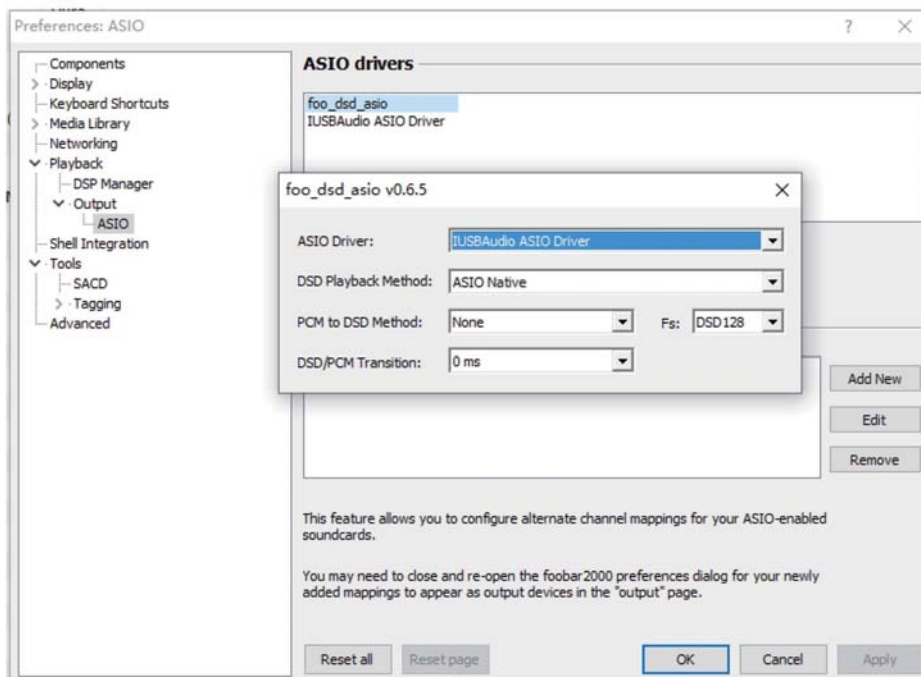 Preferences: ASIO
?
Components
Display
Keyboard Shortcuts
Media Library
Networking
Playback
DSP Manager
Output
ASIO
Shell Integration
Tools
SACD
Tagging
Advanced
ASIO drivers
foo_dsd_asio
IUSBAudio ASIO Driver
foo_dsd_asio v0.6.5
ASIO Driver: IUSBAudio ASIO Driver
DSD Playback Method: ASIO Native
PCM to DSD Method: None Fs: DSD128
DSD/PCM Transition: 0 ms
Add New
Edit
Remove
This feature allows you to configure alternate channel mappings for your ASIO-enabled
soundcards.
You may need to close and re-open the foobar2000 preferences dialog for your newly
added mappings to appear as output devices in the "output" page.
Reset all Reset page OK Cancel Apply